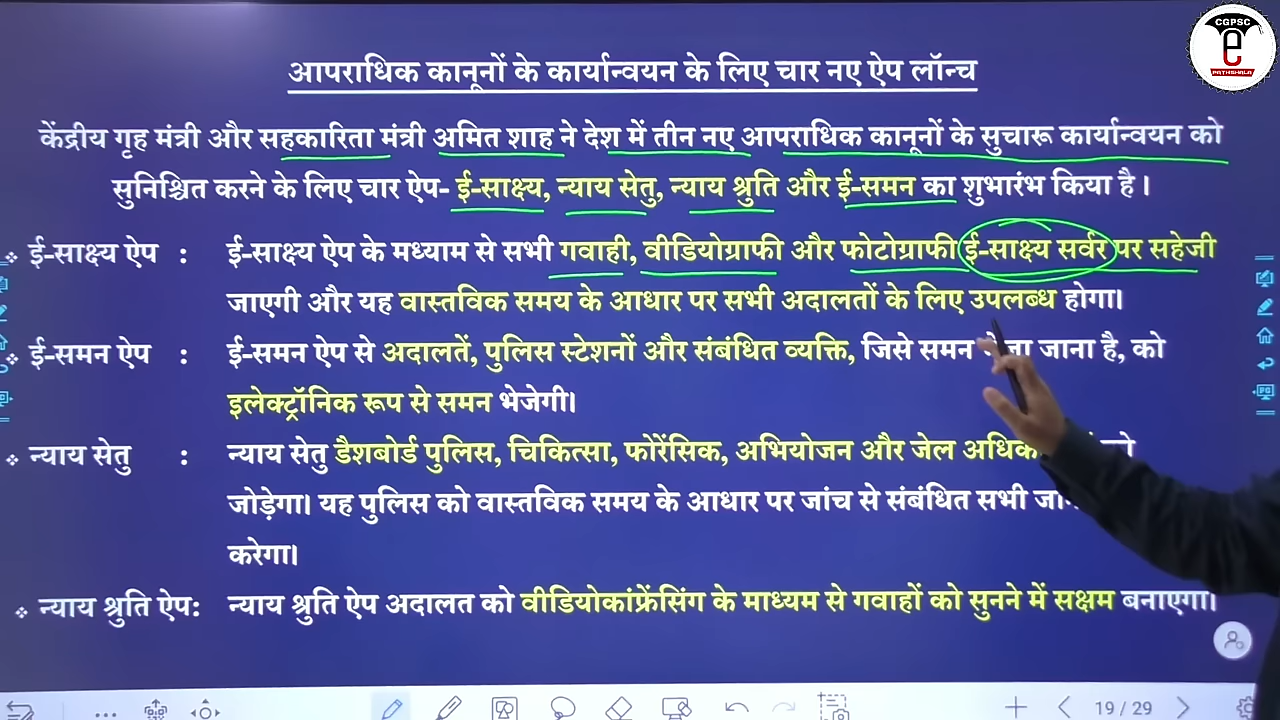 CGPSC
e
PATHSHALA
आपराधिक कानूनों के कार्यान्वयन के लिए चार नए ऐप लॉन्च
केंद्रीय गृह मंत्री और सहकारिता मंत्री अमित शाह ने देश में तीन नए आपराधिक कानूनों के सुचारू कार्यान्वयन को
सुनिश्चित करने के लिए चार ऐप- ई-साक्ष्य, न्याय सेतु, न्याय श्रुति और ई-समन का शुभारंभ किया है।
ई-साक्ष्य ऐप : ई-साक्ष्य ऐप के मध्याम से सभी गवाही, वीडियोग्राफी और फोटोग्राफी ई-साक्ष्य सर्वर पर सहेजी
जाएगी और यह वास्तविक समय के आधार पर सभी अदालतों के लिए उपलब्ध होगा।
ई-समन ऐप : ई-समन ऐप से अदालतें, पुलिस स्टेशनों और संबंधित व्यक्ति, जिसे समन जाना है, को
इलेक्ट्रॉनिक रूप से समन भेजेगी।
न्याय सेतु : न्याय सेतु डैशबोर्ड पुलिस, चिकित्सा, फोरेंसिक, अभियोजन और जेल
जोड़ेगा। यह पुलिस को वास्तविक समय के आधार पर जांच से संबंधित सभी
करेगा।
न्याय श्रुति ऐप: न्याय श्रुति ऐप अदालत को वीडियोकांफ्रेंसिंग के माध्यम से गवाहों को सुनने में सक्षम बनाएगा।
19 / 29